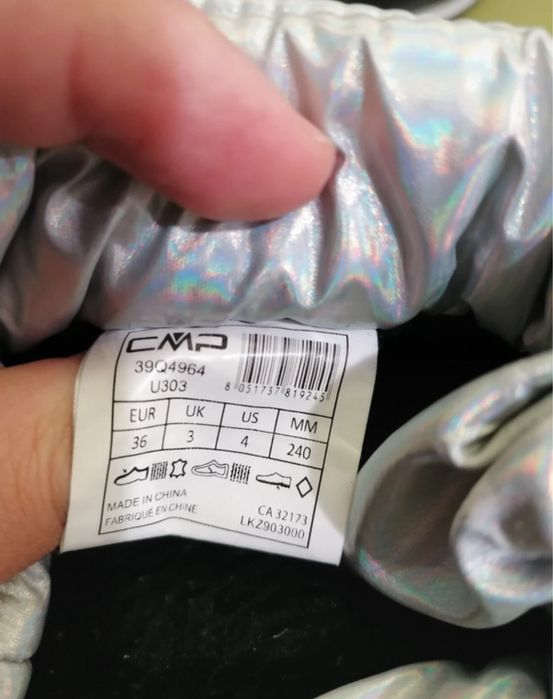 CMP
39Q4964
U303
8 051737 819245
EUR UK US MM
36 3 4 240
MADE IN CHINA
FABRIQUÉ EN CHINE
CA 32173
LKZ903000